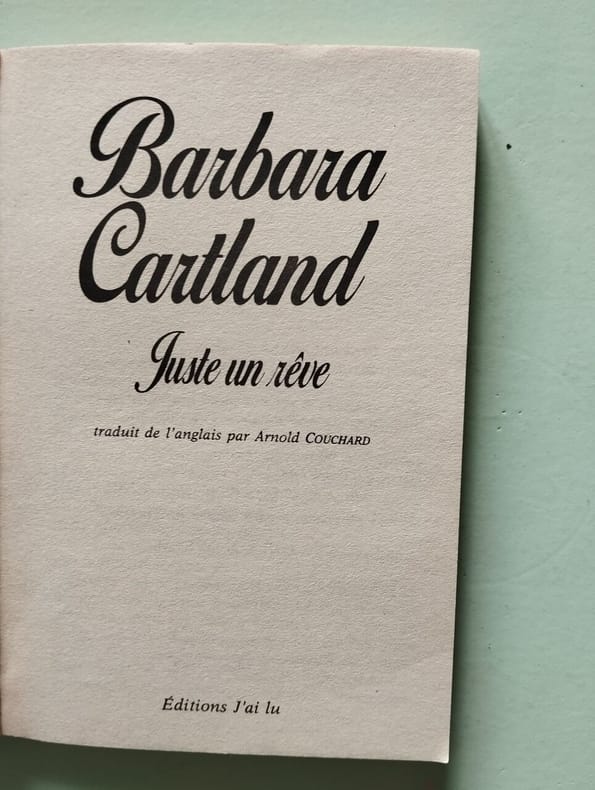 Barbara
Cartland
Juste un rêve
traduit de l'anglais par Arnold COUCHARD
Éditions J'ai lu